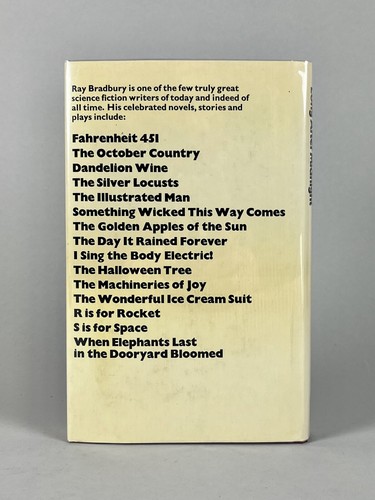 Ray Bradbury is one of the few truly great
science fiction writers of today and indeed of
all time. His celebrated novels, stories and
plays include:
Fahrenheit 451
The October Country
Dandelion Wine
The Silver Locusts
The Illustrated Man
Something Wicked This Way Comes
The Golden Apples of the Sun
The Day It Rained Forever
I Sing the Body Electric!
The Halloween Tree
The Machineries of Joy
The Wonderful Ice Cream Suit
R is for Rocket
S is for Space
When Elephants Last
in the Dooryard Bloomed